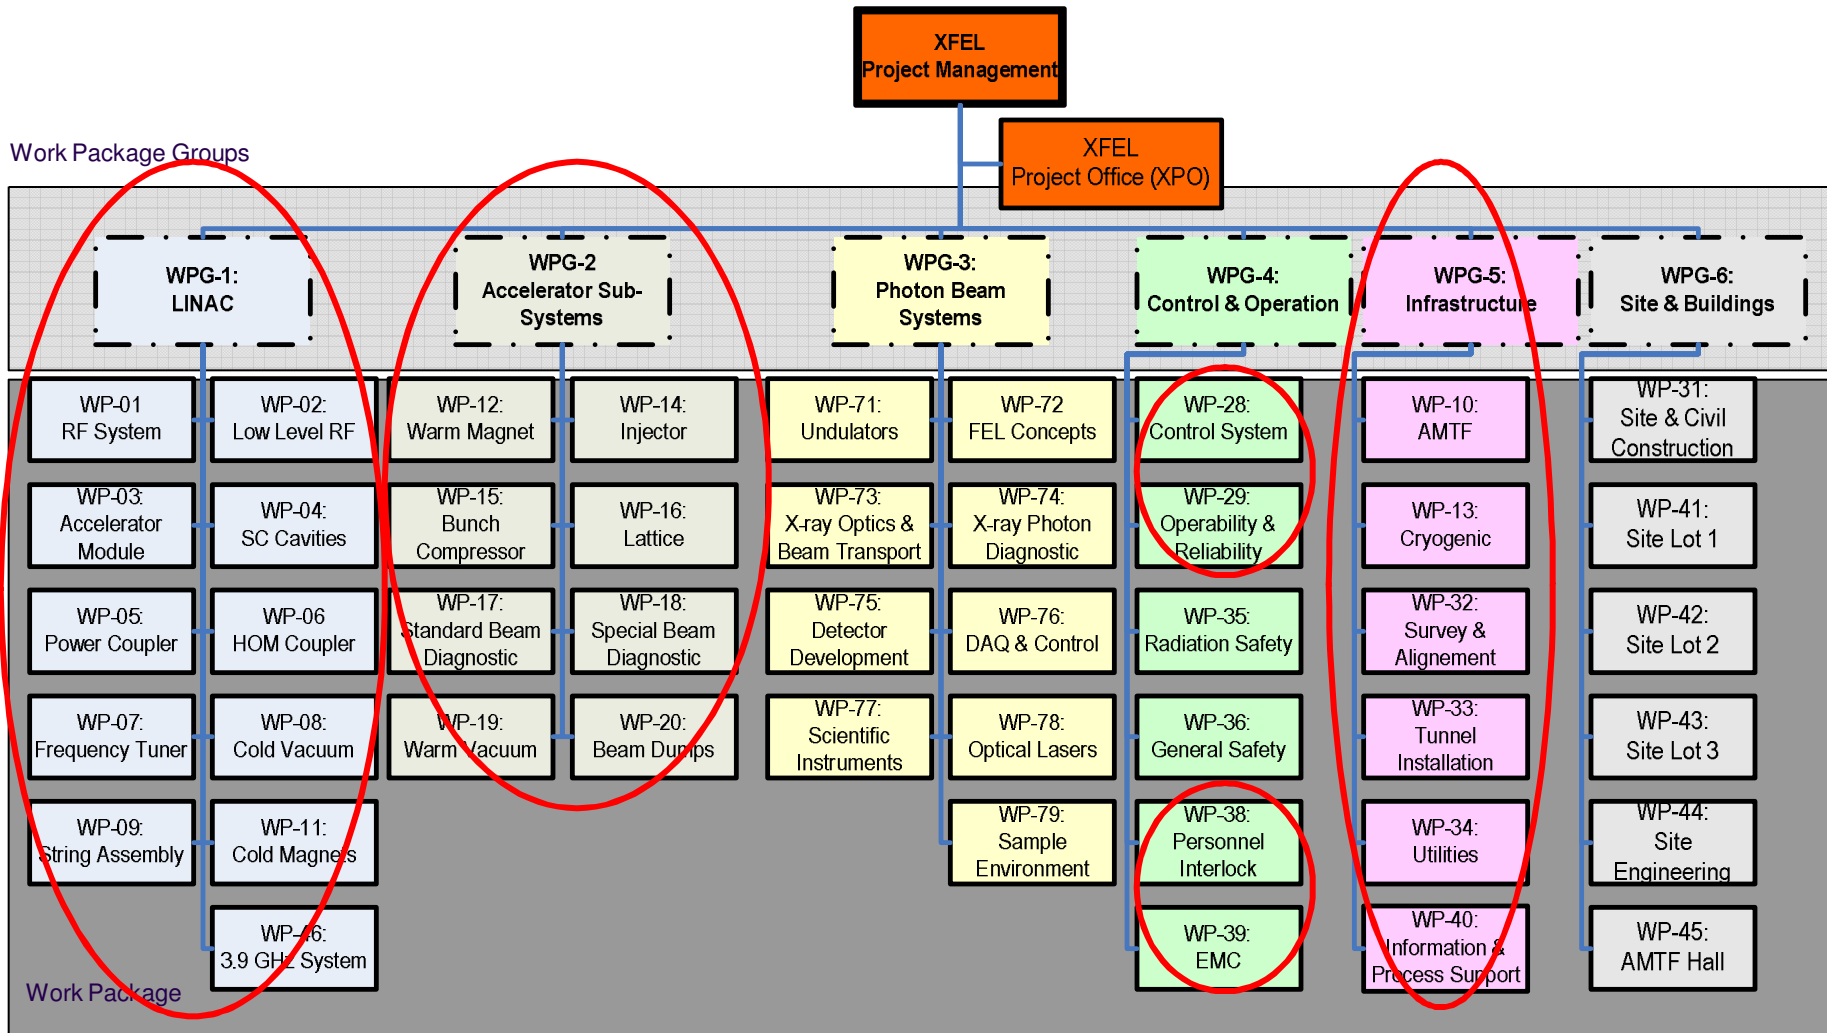 XFEL
Project Management
XFEL
Project Office (XPO)
Work Package Groups
WPG-1:
LINAC
WPG-2
Accelerator Sub-
Systems
WPG-3:
Photon Beam
Systems
WPG-4:
Control & Operation
WPG-5:
Infrastructure
WPG-6:
Site & Buildings
WP-01
RF System
WP-02:
Low Level RF
WP-03:
Accelerator
Module
WP-04:
SC Cavities
WP-05:
Power Coupler
WP-06
HOM Coupler
WP-07:
Frequency Tuner
WP-08:
Cold Vacuum
WP-09:
String Assembly
WP-11:
Cold Magnets
WP-46:
3.9 GHz System
WP-12:
Warm Magnet
WP-14:
Injector
WP-15:
Bunch
Compressor
WP-16:
Lattice
WP-17:
Standard Beam
Diagnostic
WP-18:
Special Beam
Diagnostic
WP-19:
Warm Vacuum
WP-20:
Beam Dumps
WP-71:
Undulators
WP-72
FEL Concepts
WP-73:
X-ray Optics &
Beam Transport
WP-74:
X-ray Photon
Diagnostic
WP-75:
Detector
Development
WP-76:
DAQ & Control
WP-77:
Scientific
Instruments
WP-78:
Optical Lasers
WP-79:
Sample
Environment
WP-28:
Control System
WP-29:
Operability &
Reliability
WP-35:
Radiation Safety
WP-36:
General Safety
WP-38:
Personnel
Interlock
WP-39:
EMC
WP-10:
AMTF
WP-13:
Cryogenic
WP-32:
Survey &
Alignement
WP-33:
Tunnel
Installation
WP-34:
Utilities
WP-40:
Information &
Process Support
WP-31:
Site & Civil
Construction
WP-41:
Site Lot 1
WP-42:
Site Lot 2
WP-43:
Site Lot 3
WP-44:
Site
Engineering
WP-45:
AMTF Hall
Work Package